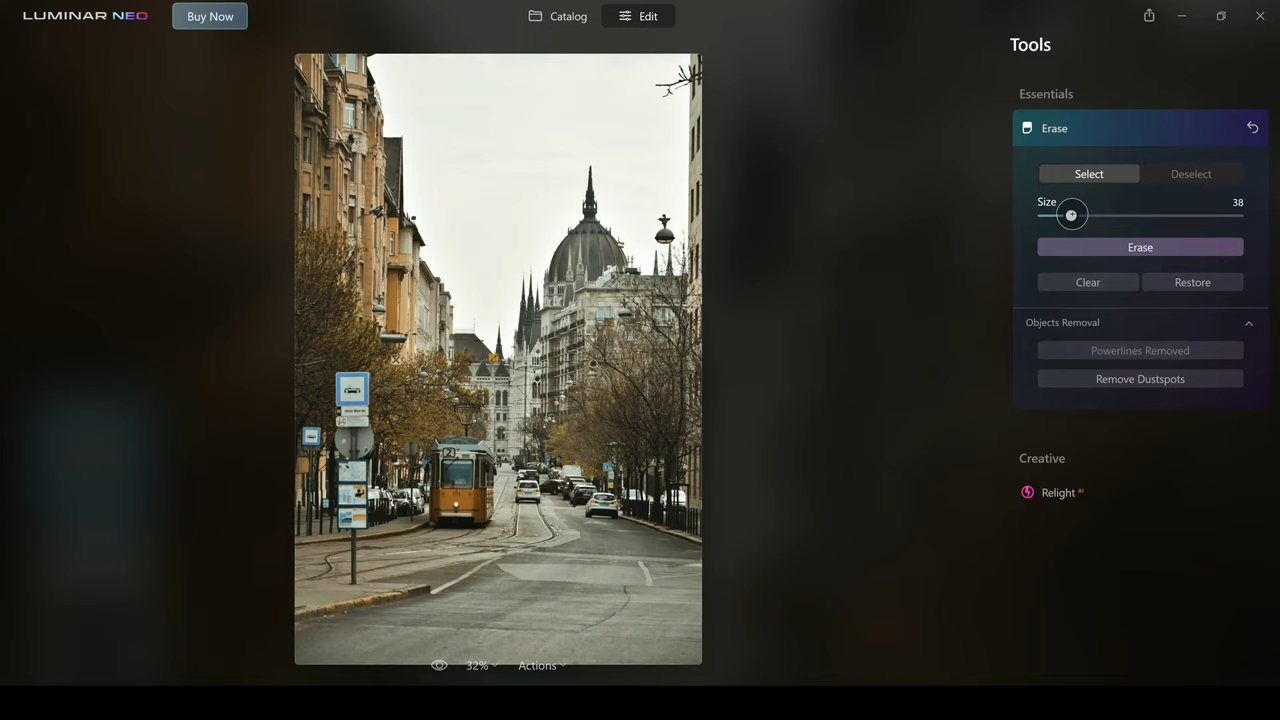 LUMINAR NEO
Buy Now
Catalog
Edit
Tools
Essentials
Erase
Select
Deselect
Size
38
Erase
Clear
Restore
Objects Removal
Powerlines Removed
Remove Dustspots
Creative
Relight AI
2
32%
Actions